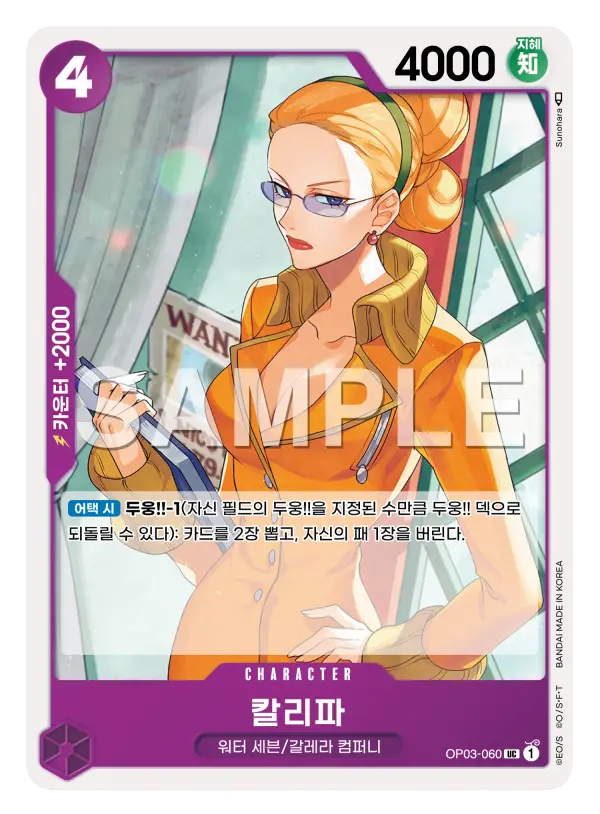 4
4000
지혜
知
Sunohara
카운터 +2000
WAN
NICO
79,
SAMPLE
어택 시 두웅!!-1(자신 필드의 두웅!!을 지정된 수만큼 두웅!! 덱으로
되돌릴 수 있다): 카드를 2장 뽑고, 자신의 패 1장을 버린다.
CHARACTER
칼리파
워터 세븐/갈레라 컴퍼니
OP03-060 UC 1
©E.O/S ©O/S·F·T BANDAI MADE IN KOREA